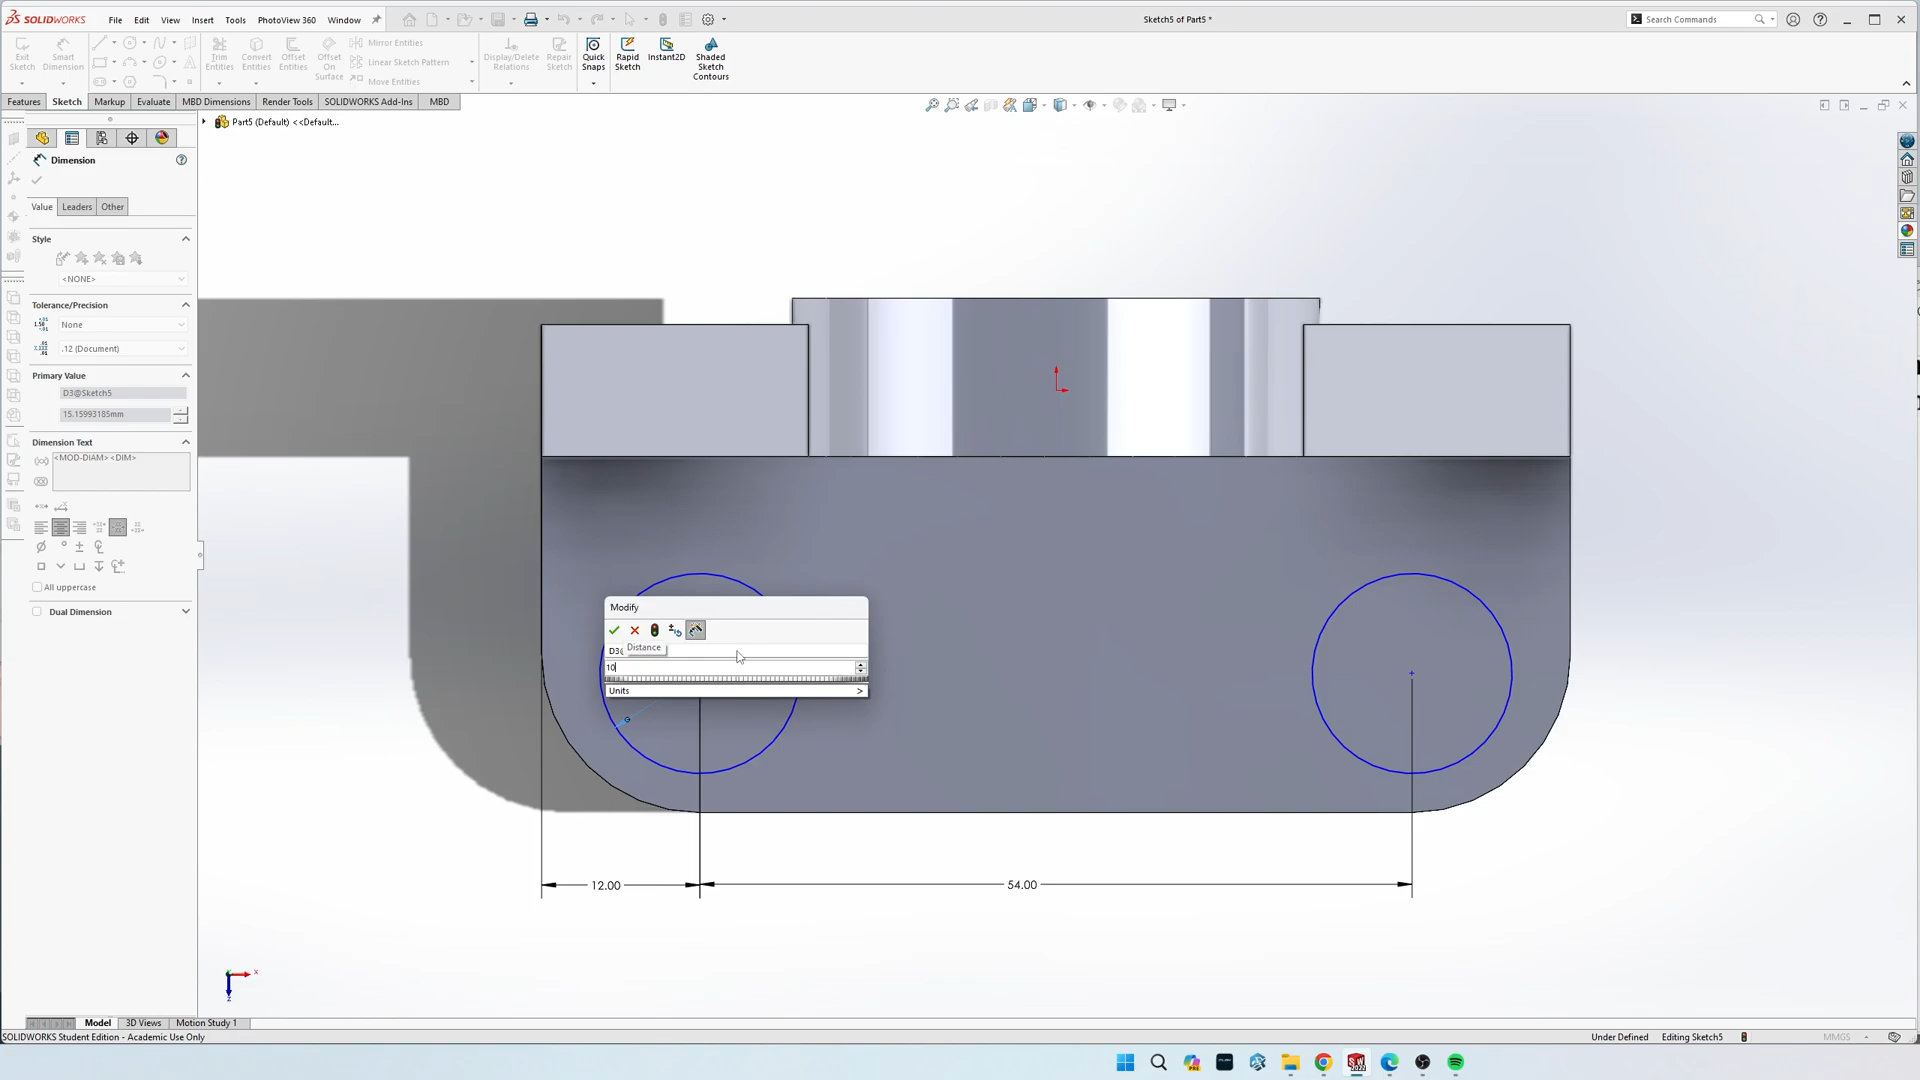 SOLIDWORKS File Edit View Insert Tools PhotoView 360 Window Sketch5 of Part5 * Search Commands
Exit Sketch Smart Dimension Trim Entities Convert Entities Offset Entities Offset On Surface Mirror Entities Linear Sketch Pattern Move Entities Display/Delete Relations Repair Sketch Quick Snaps Rapid Sketch Instant2D Shaded Sketch Contours
Features Sketch Markup Evaluate MBD Dimensions Render Tools SOLIDWORKS Add-Ins MBD
Part5 (Default) <<Default...
Dimension
Value Leaders Other
Style
<NONE>
Tolerance/Precision
None
.12 (Document)
Primary Value
D3@Sketch5
15.15993185mm
Dimension Text
<MOD-DIAM><DIM>
All uppercase
Dual Dimension
Modify
D3@
Distance
10
Units >
12.00 54.00
Model 3D Views Motion Study 1
SOLIDWORKS Student Edition - Academic Use Only Under Defined Editing Sketch5 MMGS